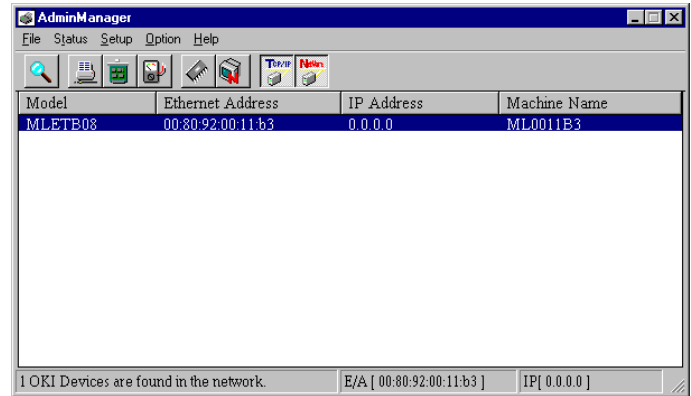 AdminManager
File Status Setup Option Help
TCP/IP NetWare
Model Ethernet Address IP Address Machine Name
MLETB08 00:80:92:00:11:b3 0.0.0.0 ML0011B3
1 OKI Devices are found in the network. E/A [ 00:80:92:00:11:b3 ] IP[ 0.0.0.0 ]